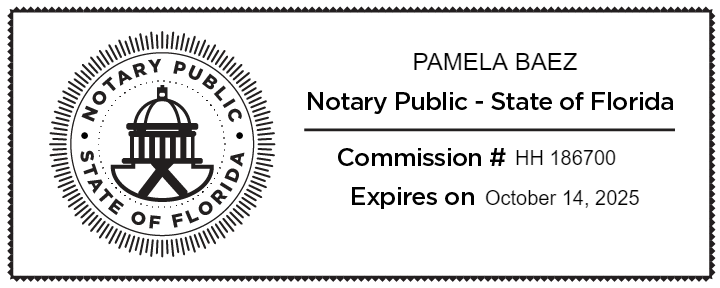 NOTARY PUBLIC
STATE OF FLORIDA
PAMELA BAEZ
Notary Public - State of Florida
Commission # HH 186700
Expires on October 14, 2025